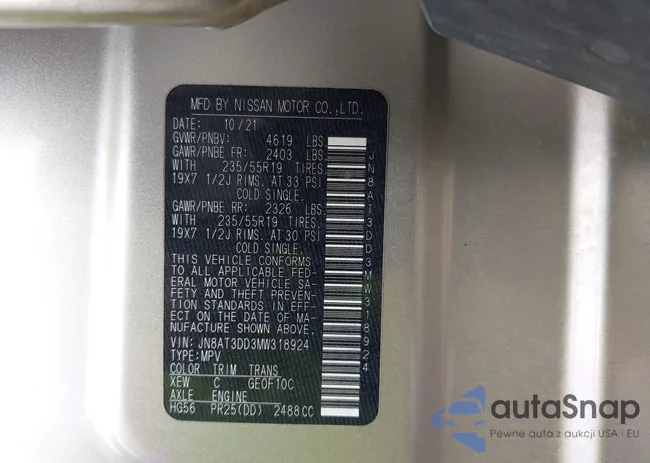 MFD BY NISSAN MOTOR CO.,LTD.
DATE: 10/21
GVWR/PNBV: 4619 LBS
GAWR/PNBE FR: 2403 LBS
WITH 235/55R19 TIRES.
19X7 1/2J RIMS. AT 33 PSI
COLD SINGLE.
GAWR/PNBE RR: 2326 LBS
WITH 235/55R19 TIRES.
19X7 1/2J RIMS. AT 30 PSI
COLD SINGLE.
THIS VEHICLE CONFORMS
TO ALL APPLICABLE FED-
ERAL MOTOR VEHICLE SA-
FETY AND THEFT PREVEN-
TION STANDARDS IN EFF-
ECT ON THE DATE OF MA-
NUFACTURE SHOWN ABOVE.
VIN: JN8AT3DD3MW318924
TYPE:MPV
COLOR TRIM TRANS
XEW C GE0F10C
AXLE ENGINE
HG56 PR25(DD) 2488CC
JN8AT3DD3MW318924
autaSnap
Pewne auta z aukcji USA i EU